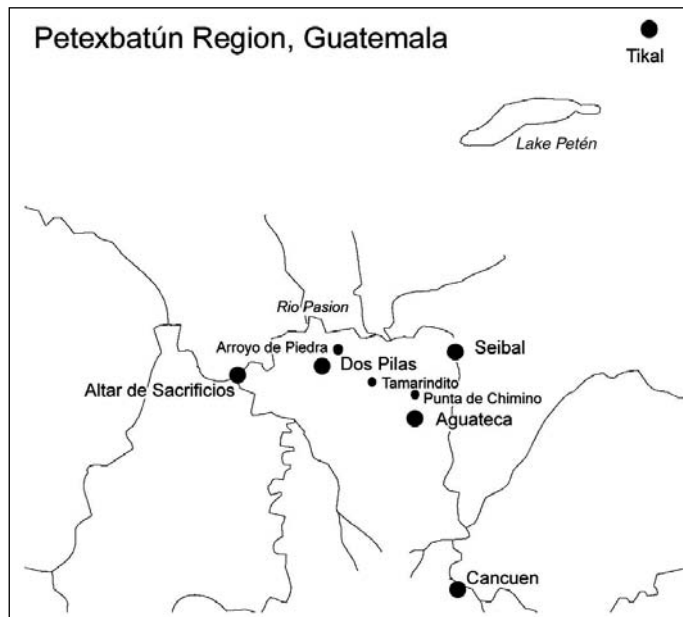 Petexbatún Region, Guatemala
Tikal
Lake Petén
Rio Pasion
Arroyo de Piedra
Seibal
Dos Pilas
Altar de Sacrificios
Tamarindito
Punta de Chimino
Aguateca
Cancuen